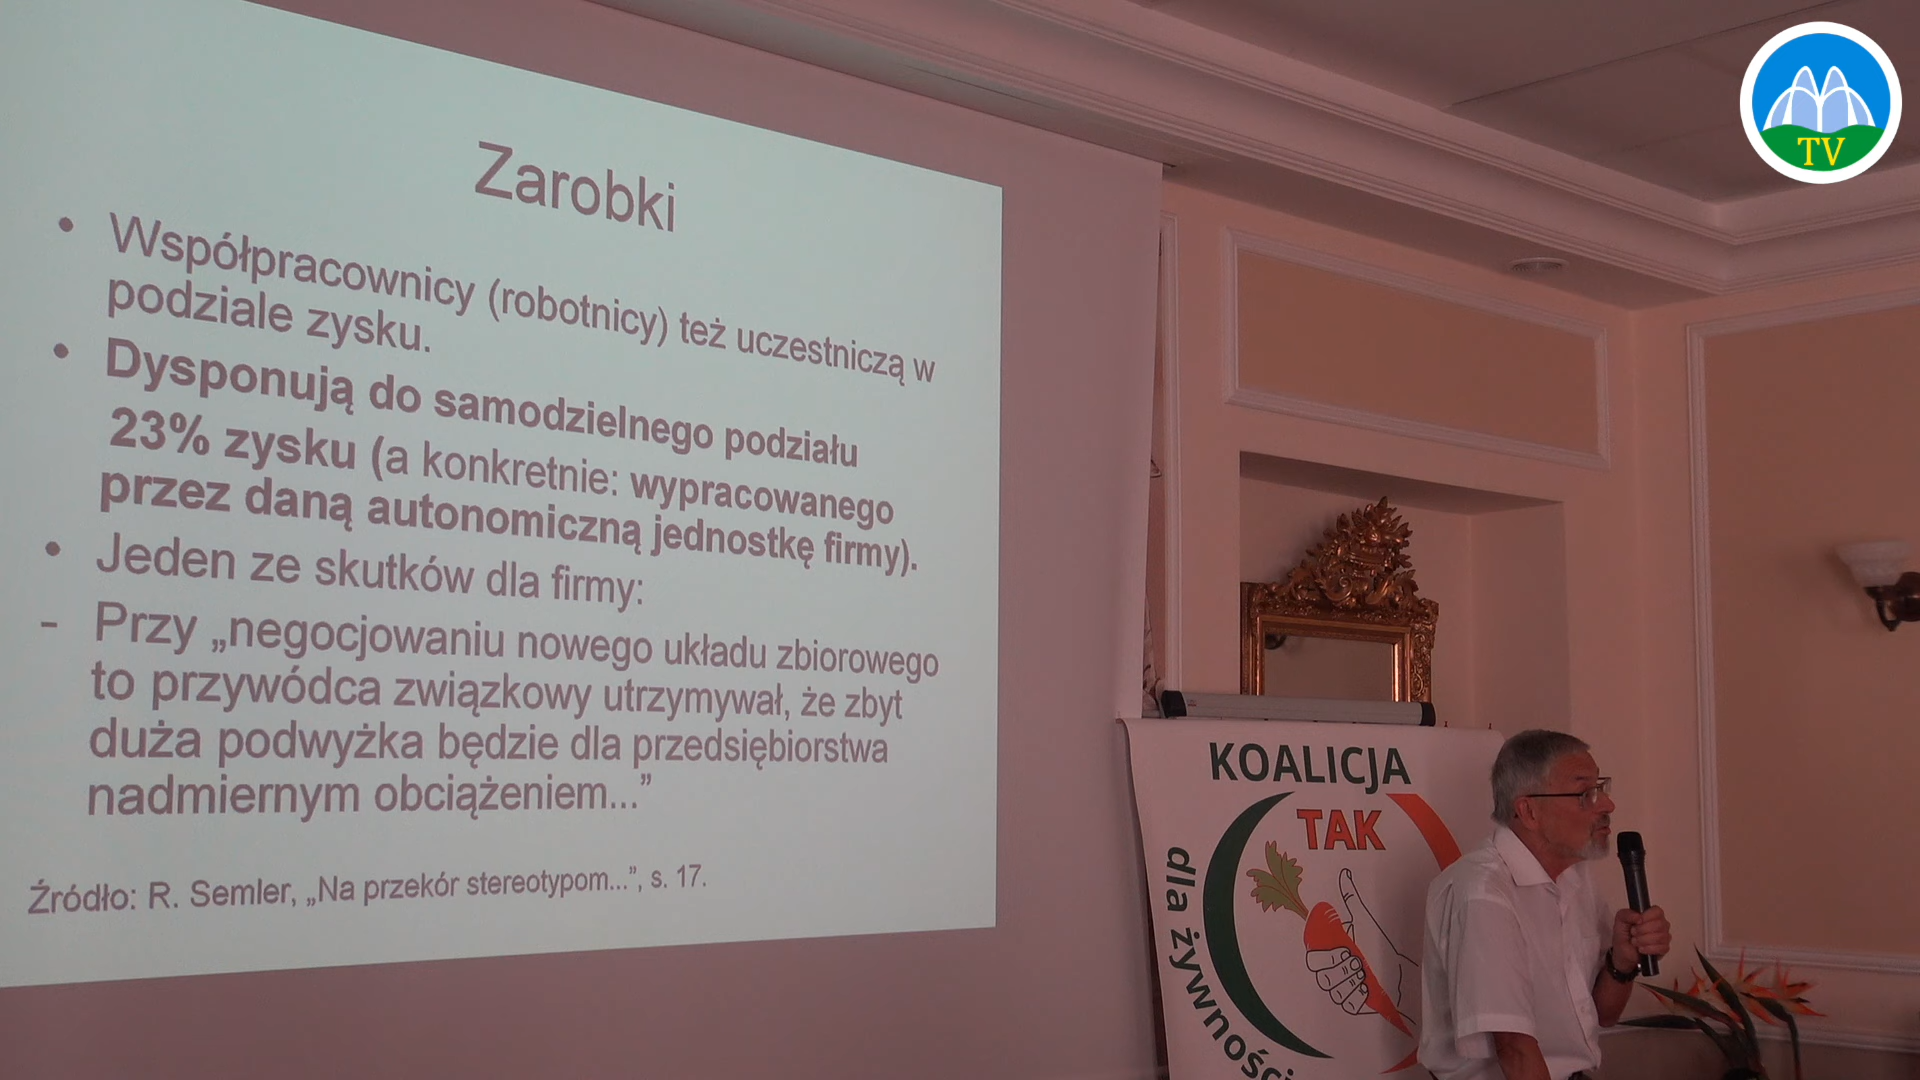 Zarobki
• Współpracownicy (robotnicy) też uczestniczą w
podziale zysku.
• Dysponują do samodzielnego podziału
23% zysku (a konkretnie: wypracowanego
przez daną autonomiczną jednostkę firmy).
• Jeden ze skutków dla firmy:
- Przy „negocjowaniu nowego układu zbiorowego
to przywódca związkowy utrzymywał, że zbyt
duża podwyżka będzie dla przedsiębiorstwa
nadmiernym obciążeniem...”
Źródło: R. Semler, „Na przekór stereotypom...”, s. 17.
TV
KOALICJA
TAK
dla żywności